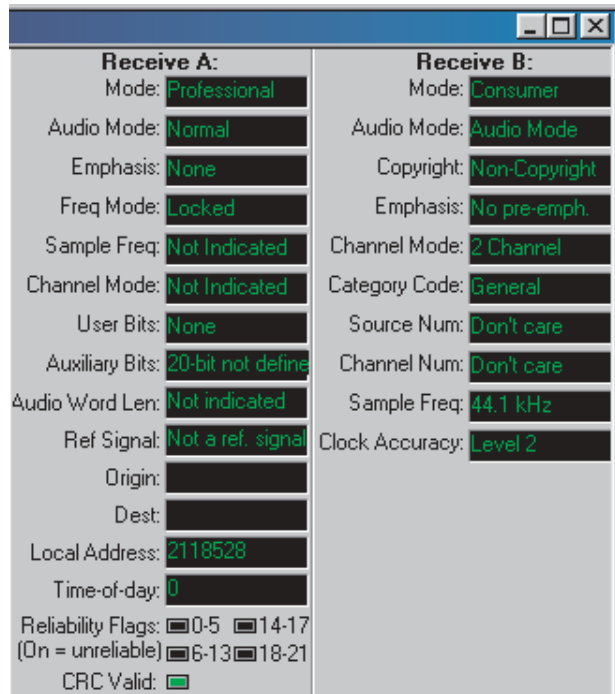 Receive A:
Mode: Professional
Audio Mode: Normal
Emphasis: None
Freq Mode: Locked
Sample Freq: Not Indicated
Channel Mode: Not Indicated
User Bits: None
Auxiliary Bits: 20-bit not define
Audio Word Len: Not indicated
Ref Signal: Not a ref. signal
Origin:
Dest:
Local Address: 2118528
Time-of-day: 0
Reliability Flags: 0-5 14-17
(On = unreliable) 6-13 18-21
CRC Valid:
Receive B:
Mode: Consumer
Audio Mode: Audio Mode
Copyright: Non-Copyright
Emphasis: No pre-emph.
Channel Mode: 2 Channel
Category Code: General
Source Num: Don't care
Channel Num: Don't care
Sample Freq: 44.1 kHz
Clock Accuracy: Level 2